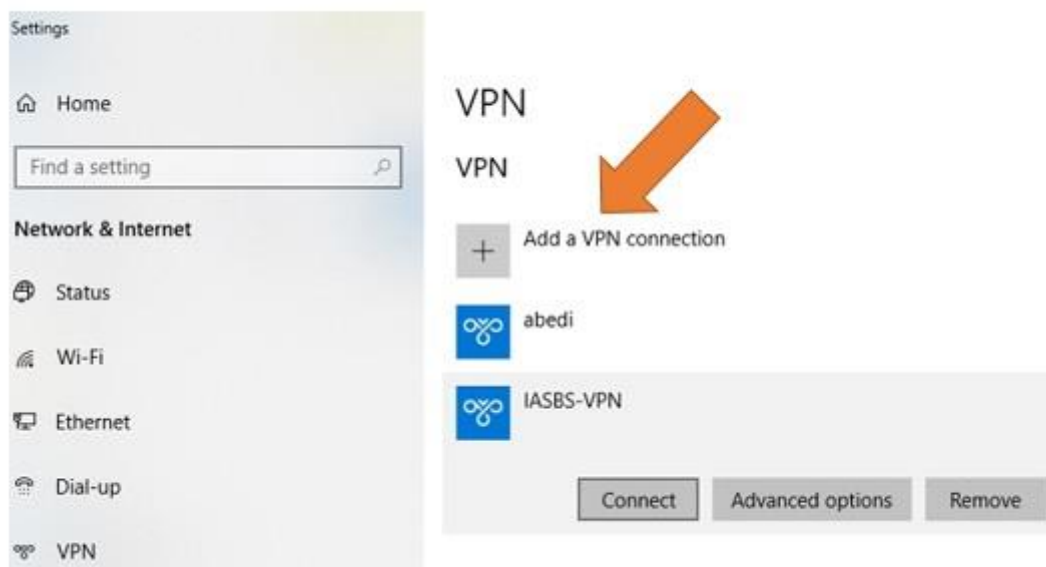 Settings
Home
Find a setting
Network & Internet
Status
Wi-Fi
Ethernet
Dial-up
VPN
VPN
VPN
Add a VPN connection
abedi
IASBS-VPN
Connect Advanced options Remove